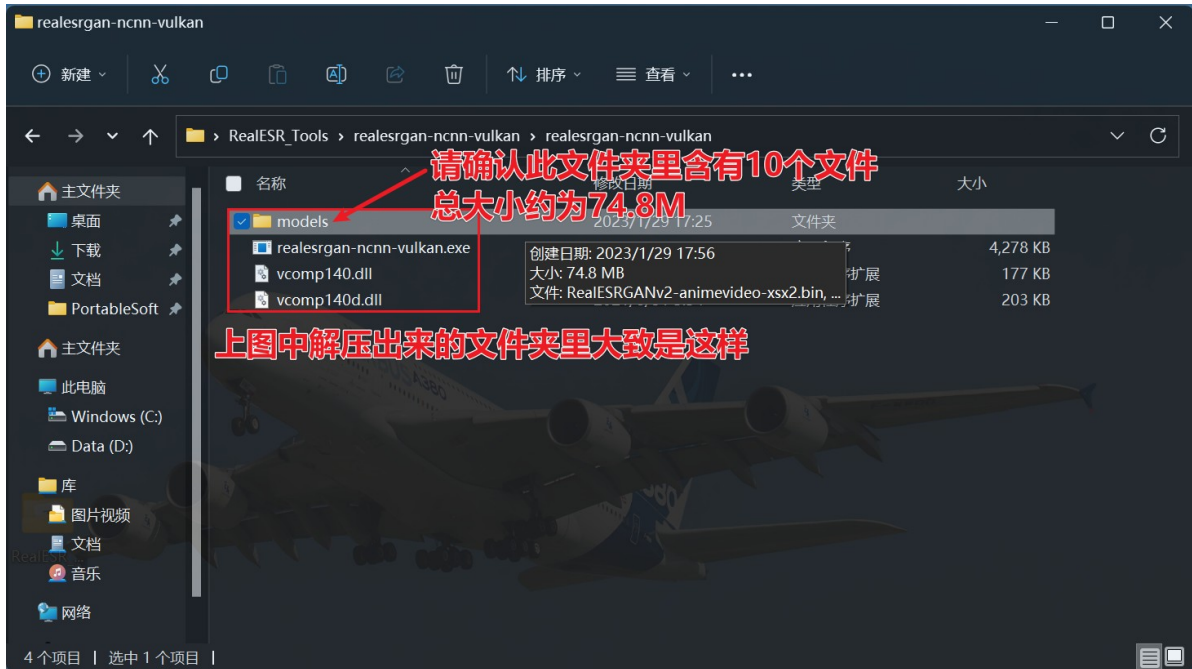 realesrgan-ncnn-vulkan
新建
排序
查看
RealESR_Tools › realesrgan-ncnn-vulkan › realesrgan-ncnn-vulkan
请确认此文件夹里含有10个文件
总大小约为74.8M
名称
修改日期
类型
大小
models
2023/1/29 17:25
文件夹
realesrgan-ncnn-vulkan.exe
4,278 KB
创建日期: 2023/1/29 17:56
大小: 74.8 MB
文件: RealESRGANv2-animevideo-xsx2.bin, ...
vcomp140.dll
序扩展
177 KB
vcomp140d.dll
203 KB
上图中解压出来的文件夹里大致是这样
主文件夹
桌面
下载
文档
PortableSoft
主文件夹
此电脑
Windows (C:)
Data (D:)
库
图片视频
文档
音乐
网络
A380
4 个项目
选中 1 个项目